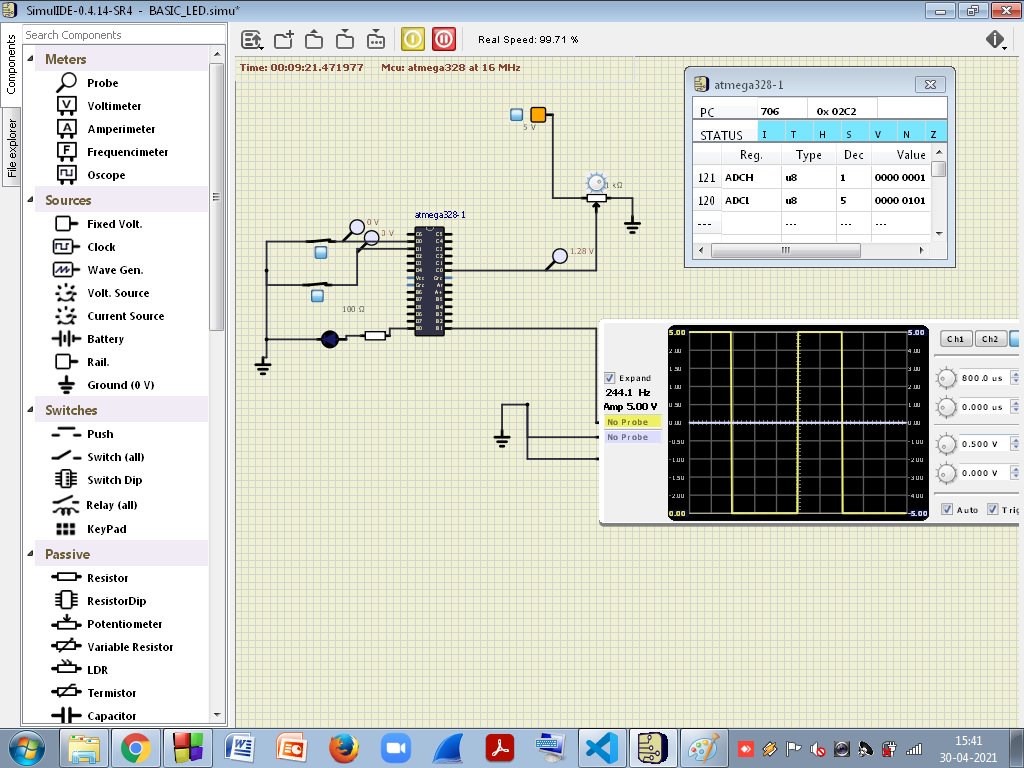 SimulIDE-0.4.14-SR4 - BASIC_LED.simu*
Components
File explorer
Search Components
Meters
Probe
Voltimeter
Amperimeter
Frequencimeter
Oscope
Sources
Fixed Volt.
Clock
Wave Gen.
Volt. Source
Current Source
Battery
Rail.
Ground (0 V)
Switches
Push
Switch (all)
Switch Dip
Relay (all)
KeyPad
Passive
Resistor
ResistorDip
Potentiometer
Variable Resistor
LDR
Termistor
Capacitor
Real Speed: 99.71 %
Time: 00:09:21.471977 Mcu: atmega328 at 16 MHz
5 V
kΩ
0 V
0 V
atmega328-1
1.28 V
100 Ω
atmega328-1
PC 706 0x 02C2
STATUS I T H S V N Z
Reg. Type Dec Value
121 ADCH u8 1 0000 0001
120 ADCL u8 5 0000 0101
--- --- --- ---
Expand
244.1 Hz
Amp 5.00 V
No Probe
No Probe
5.00 5.00
2.00 4.00
1.50 3.00
1.00 2.00
0.50 1.00
0.00 0.00
-0.50 -1.00
-1.00 -2.00
-1.50 -3.00
-2.00 -4.00
0.00 -5.00
Ch1 Ch2
800.0 us
0.000 us
0.500 V
0.000 V
Auto Trig
15:41
30-04-2021